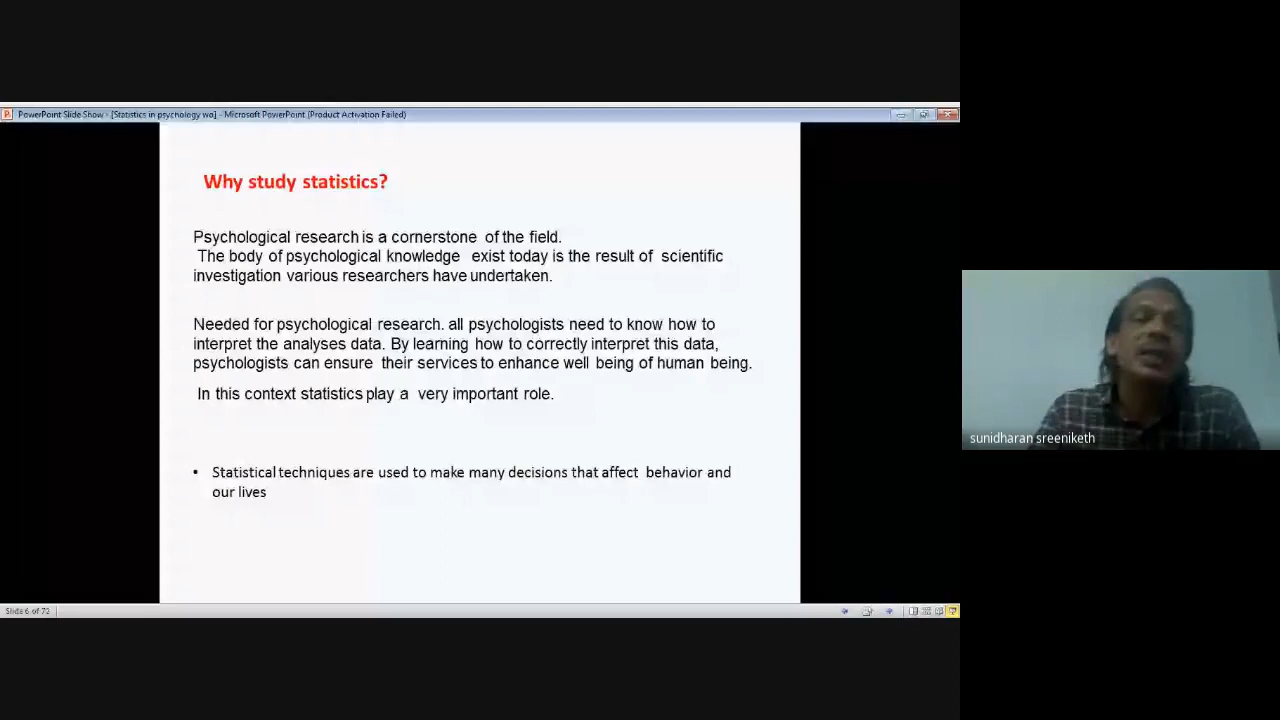 PowerPoint Slide Show - [Statistics in psychology wo] - Microsoft PowerPoint (Product Activation Failed)
Why study statistics?
Psychological research is a cornerstone of the field.
The body of psychological knowledge exist today is the result of scientific
investigation various researchers have undertaken.
Needed for psychological research. all psychologists need to know how to
interpret the analyses data. By learning how to correctly interpret this data,
psychologists can ensure their services to enhance well being of human being.
In this context statistics play a very important role.
• Statistical techniques are used to make many decisions that affect behavior and
our lives
sunidharan sreeniketh
Slide 6 of 72